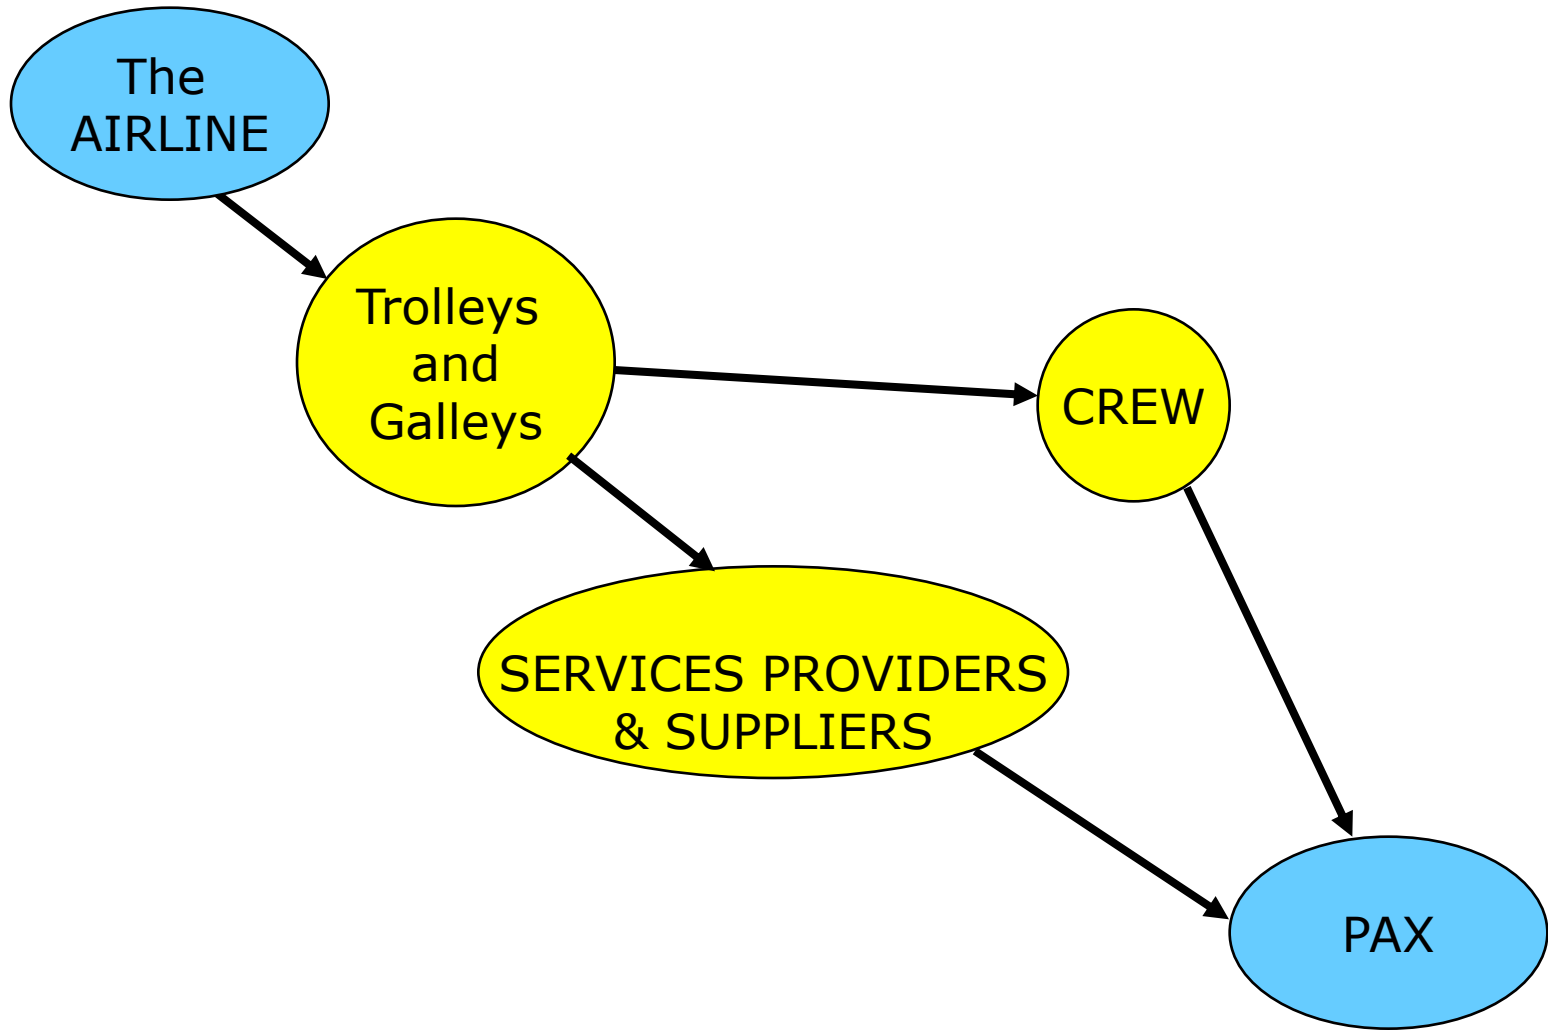 The
AIRLINE
Trolleys
and
Galleys
CREW
SERVICES PROVIDERS
& SUPPLIERS
PAX